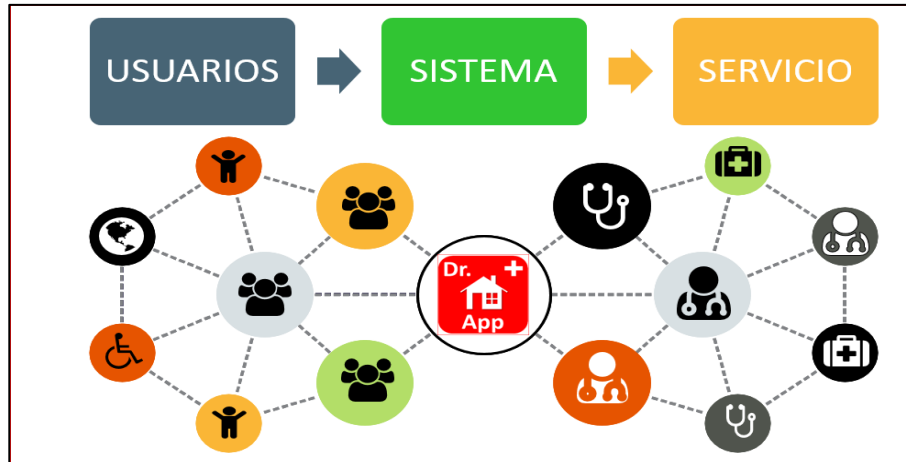 USUARIOS
SISTEMA
SERVICIO
Dr.
App